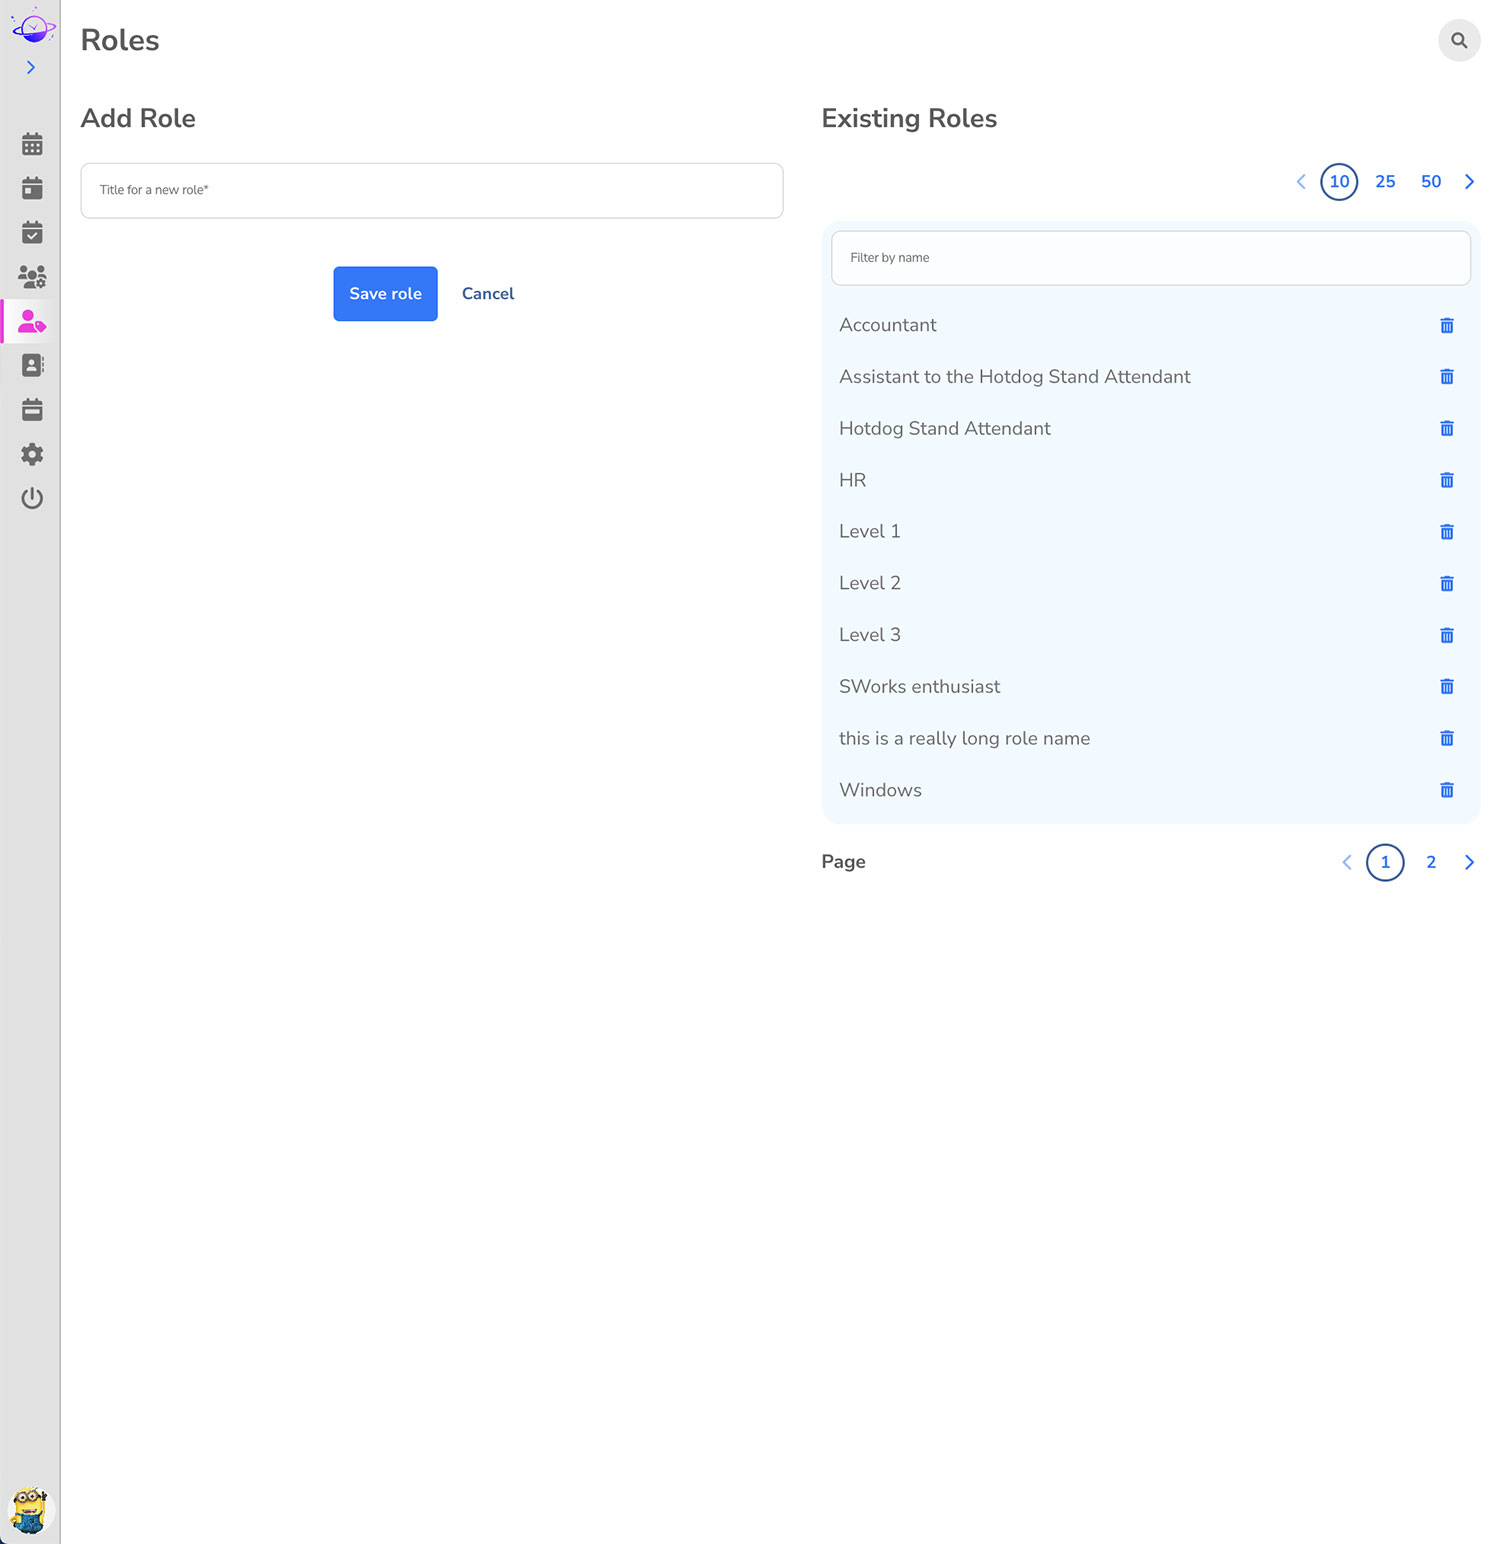 Roles
Add Role
Title for a new role*
Save role
Cancel
Existing Roles
10 25 50
Filter by name
Accountant
Assistant to the Hotdog Stand Attendant
Hotdog Stand Attendant
HR
Level 1
Level 2
Level 3
SWorks enthusiast
this is a really long role name
Windows
Page 1 2